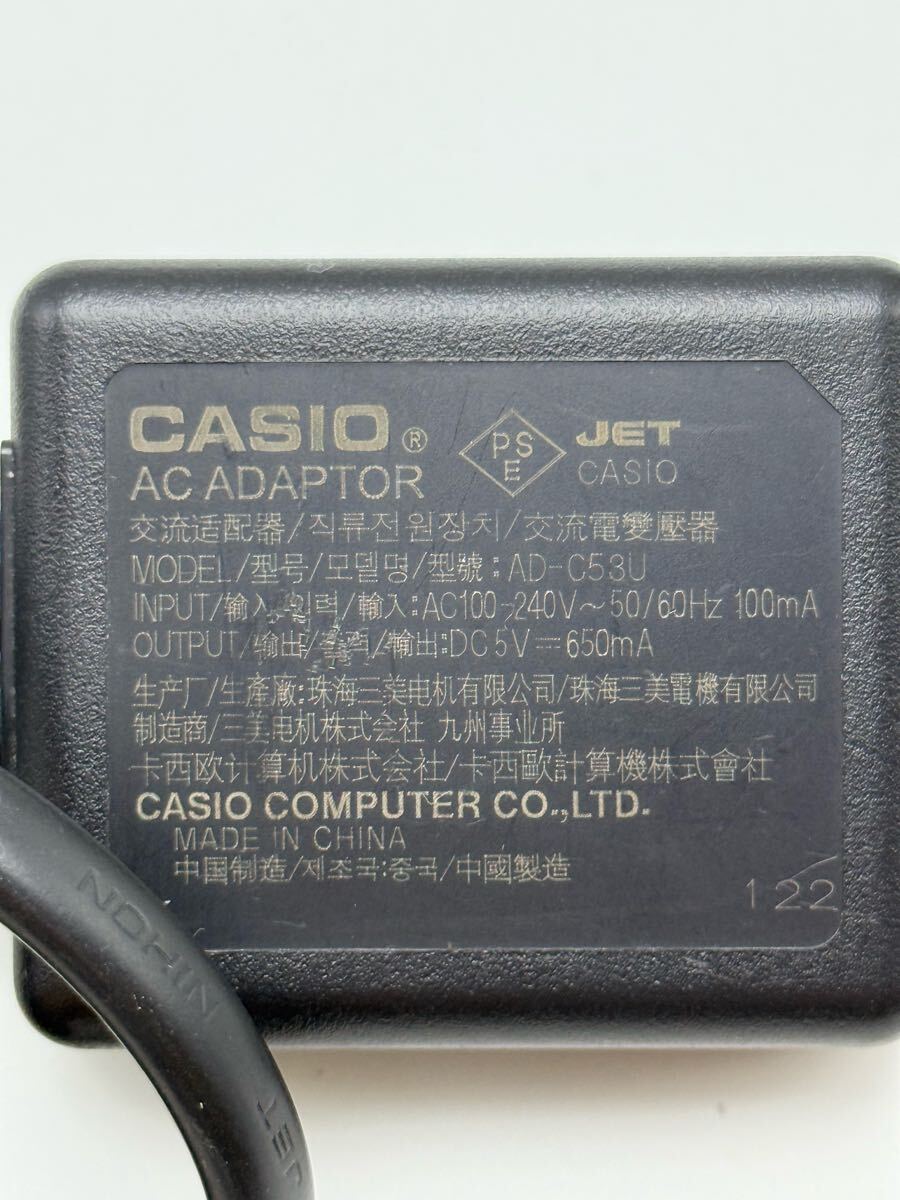 CASIO®
PSE
JET
CASIO
AC ADAPTOR
交流适配器/직류전원장치/交流電變壓器
MODEL/型号/모델명/型號: AD-C53U
INPUT/输入/입력/輸入:AC100-240V～50/60Hz 100mA
OUTPUT/输出/출력/輸出:DC5V⎓650mA
生产厂/生產廠:珠海三美电机有限公司/珠海三美電機有限公司
制造商/三美电机株式会社 九州事业所
卡西欧计算机株式会社/卡西歐計算機株式會社
CASIO COMPUTER CO.,LTD.
MADE IN CHINA
中国制造/제조국:중국/中國製造
122
NOHIN
JET